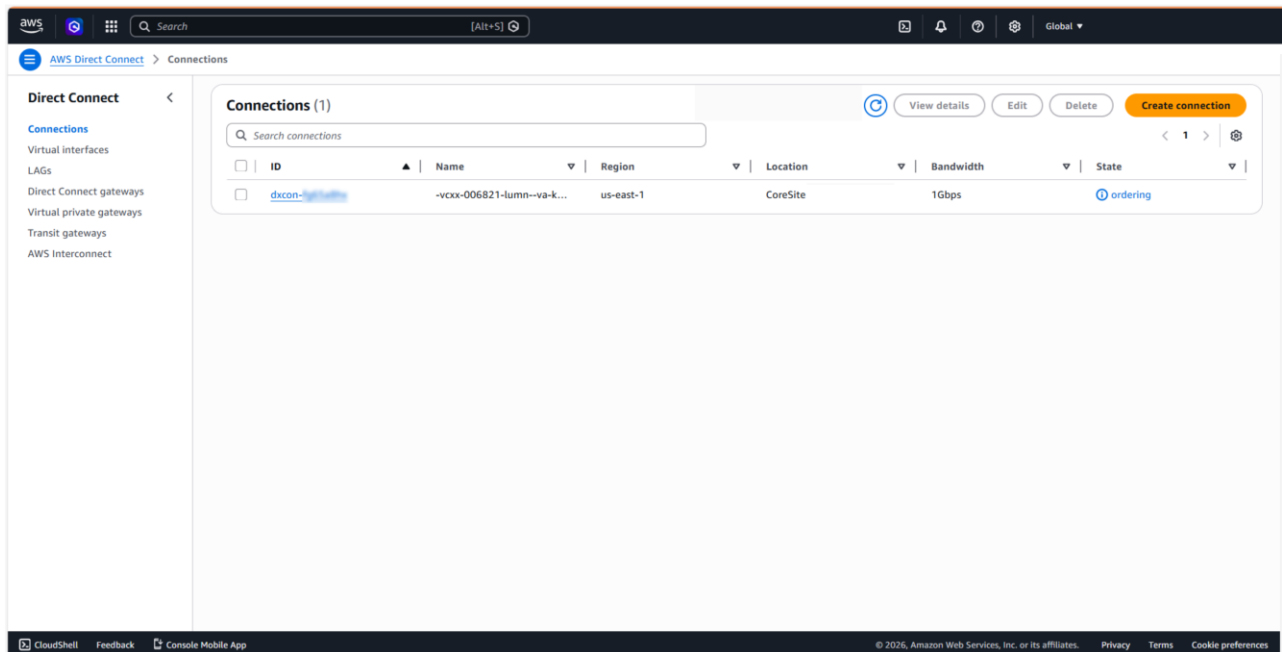 aws Search [Alt+S] Global
AWS Direct Connect > Connections
Direct Connect
Connections
Virtual interfaces
LAGs
Direct Connect gateways
Virtual private gateways
Transit gateways
AWS Interconnect
Connections (1) View details Edit Delete Create connection
Search connections 1
ID Name Region Location Bandwidth State
dxcon- -vcxx-006821-lumn--va-k... us-east-1 CoreSite 1Gbps ordering
CloudShell Feedback Console Mobile App © 2026, Amazon Web Services, Inc. or its affiliates. Privacy Terms Cookie preferences